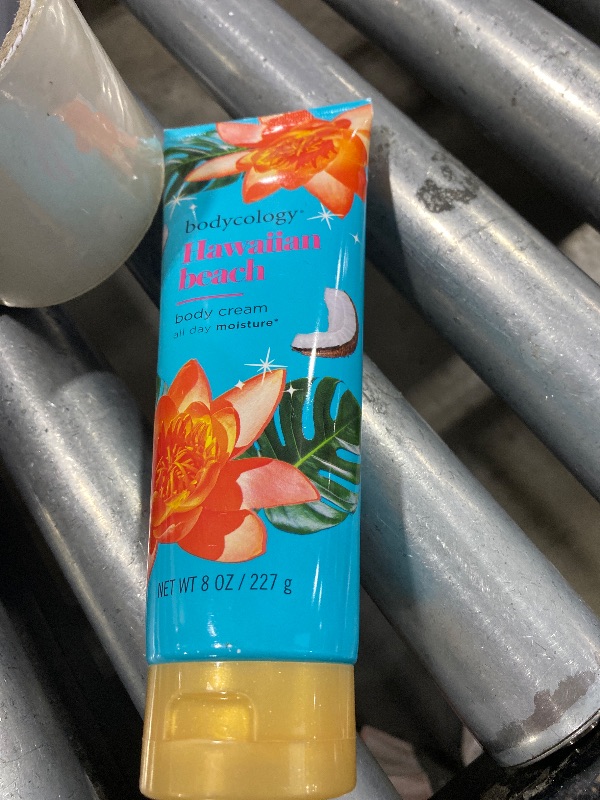 bodycology®
Hawaiian
beach
body cream
all day moisture*
NET WT 8 OZ / 227 g